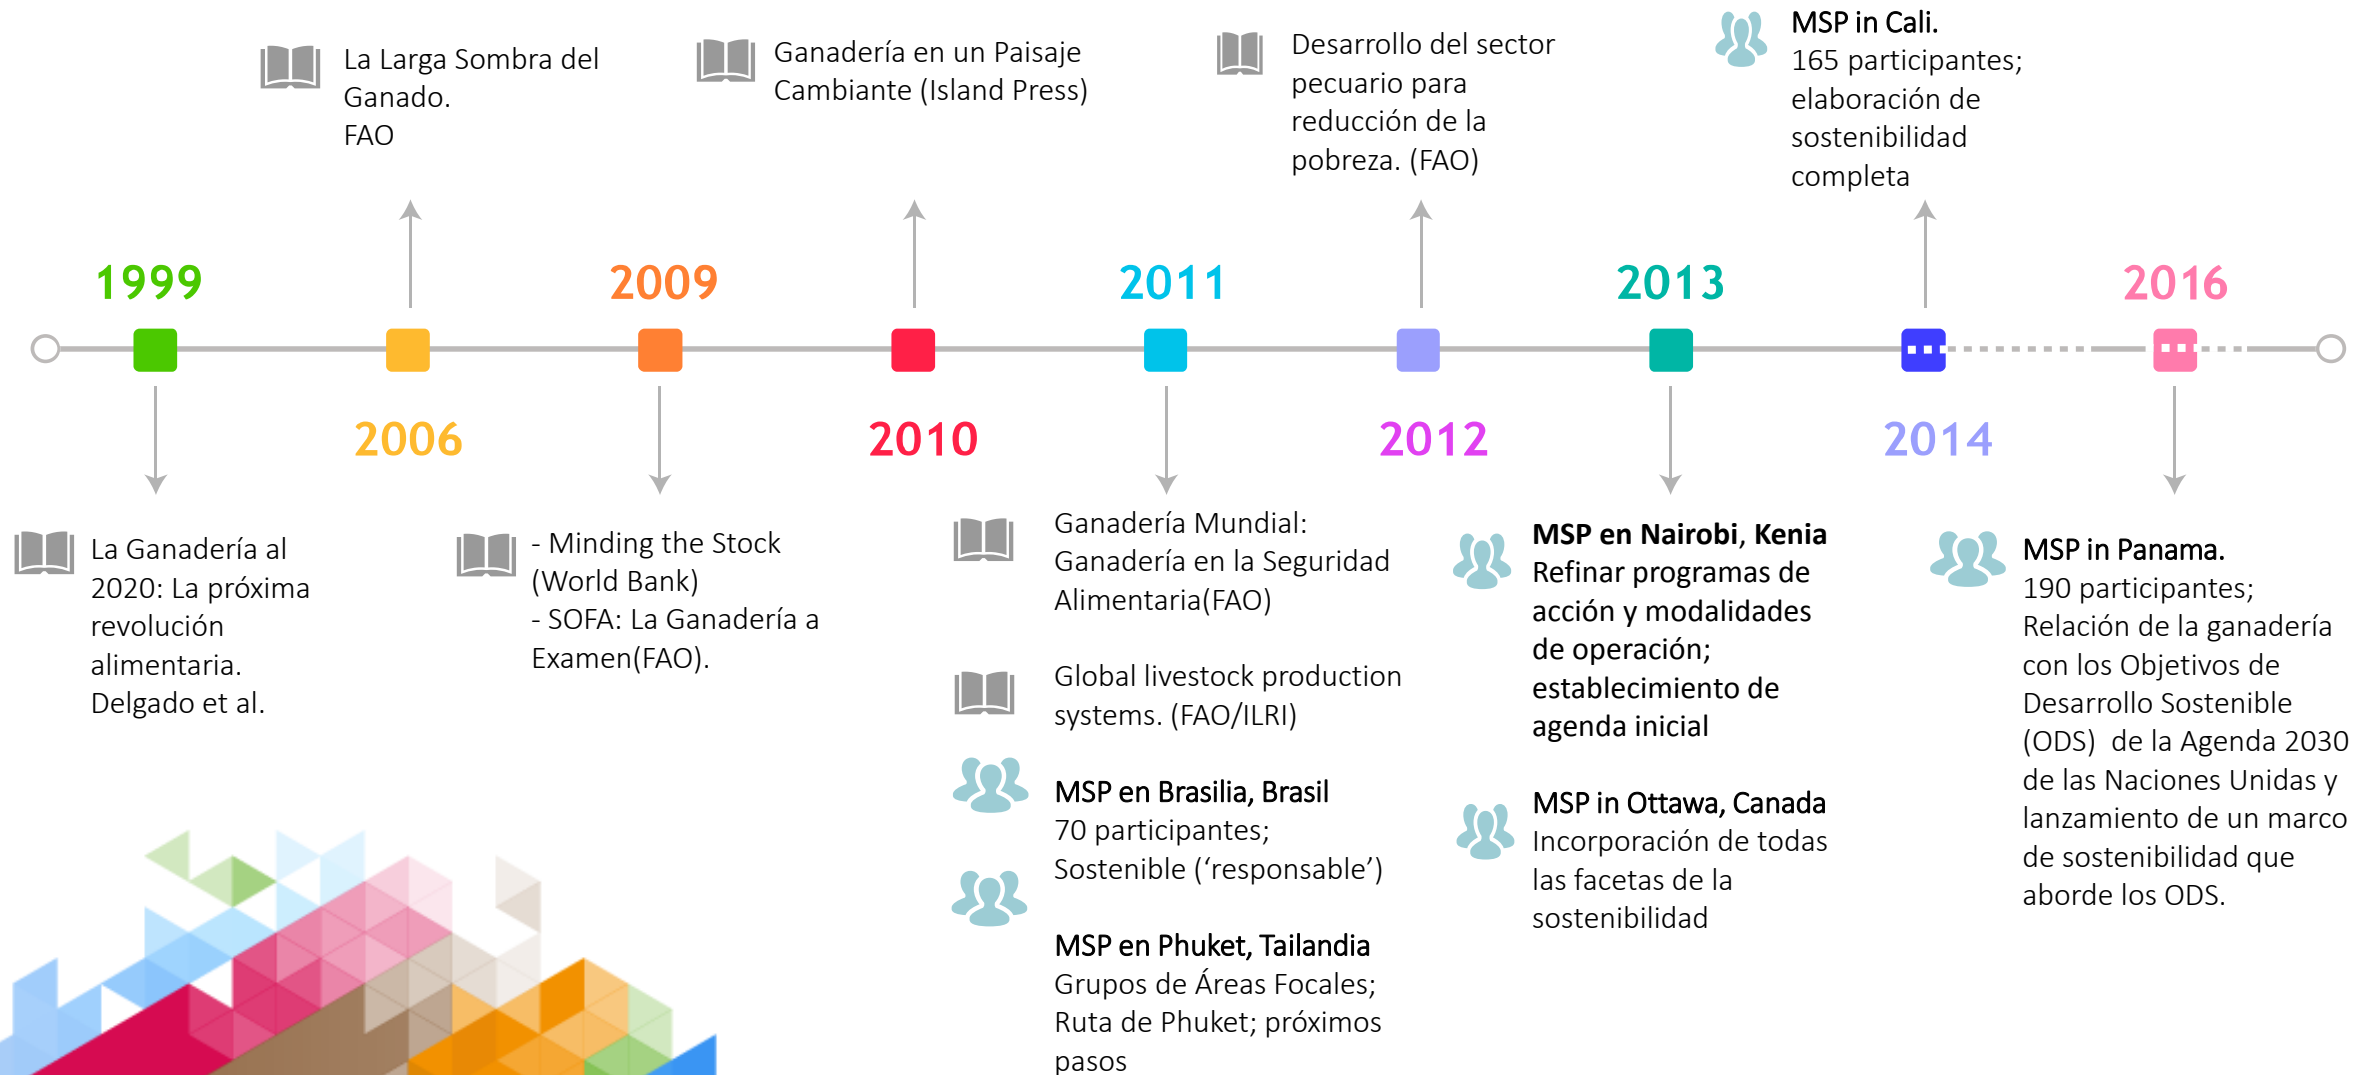 La Larga Sombra del
Ganado.
FAO
Ganadería en un Paisaje
Cambiante (Island Press)
Desarrollo del sector
pecuario para
reducción de la
pobreza. (FAO)
MSP in Cali.
165 participantes;
elaboración de
sostenibilidad
completa
1999
2009
2011
2013
2016
2006
2010
2012
2014
La Ganadería al
2020: La próxima
revolución
alimentaria.
Delgado et al.
- Minding the Stock
(World Bank)
- SOFA: La Ganadería a
Examen(FAO).
Ganadería Mundial:
Ganadería en la Seguridad
Alimentaria(FAO)
Global livestock production
systems. (FAO/ILRI)
MSP en Brasilia, Brasil
70 participantes;
Sostenible (‘responsable’)
MSP en Phuket, Tailandia
Grupos de Áreas Focales;
Ruta de Phuket; próximos
pasos
MSP en Nairobi, Kenia
Refinar programas de
acción y modalidades
de operación;
establecimiento de
agenda inicial
MSP in Ottawa, Canada
Incorporación de todas
las facetas de la
sostenibilidad
MSP in Panama.
190 participantes;
Relación de la ganadería
con los Objetivos de
Desarrollo Sostenible
(ODS)  de la Agenda 2030
de las Naciones Unidas y
lanzamiento de un marco
de sostenibilidad que
aborde los ODS.